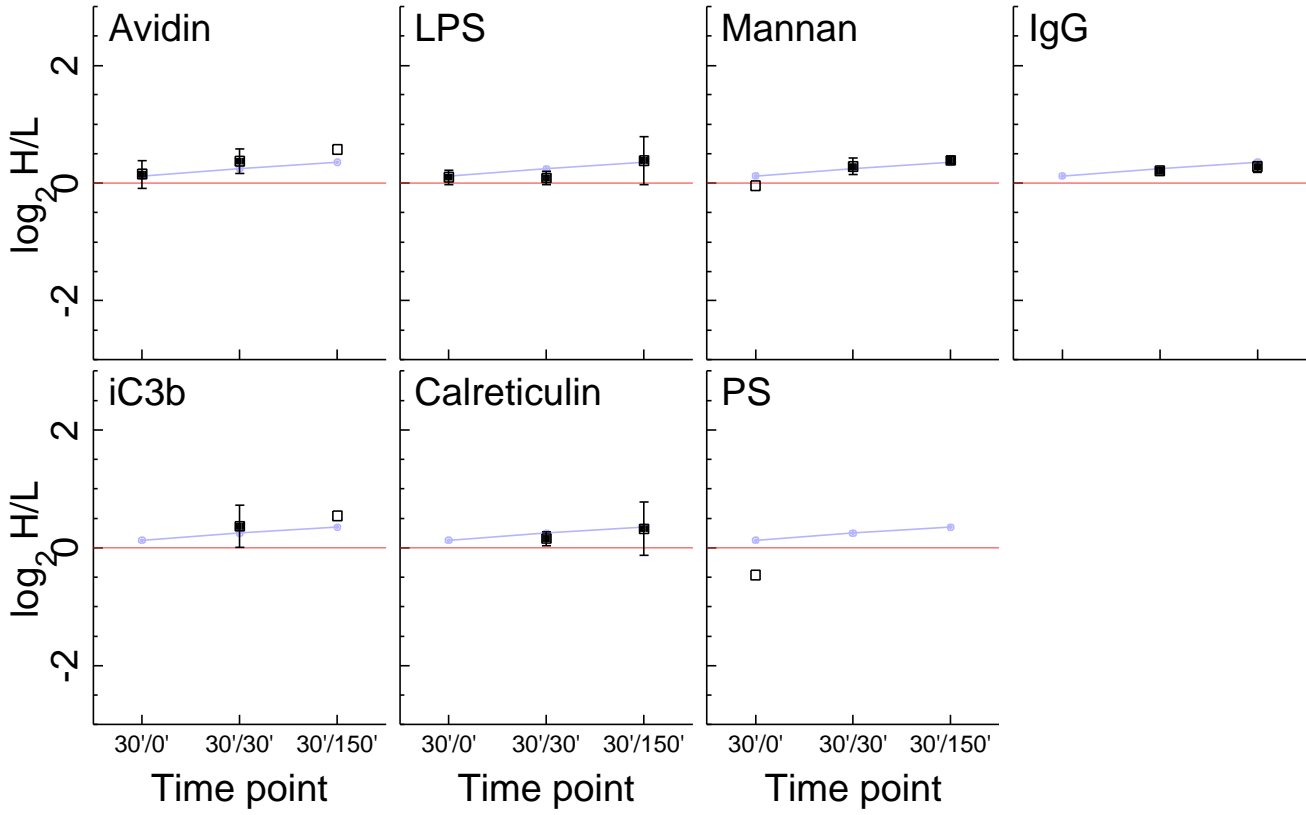 Avidin LPS Mannan IgG
2
0
-2
log2 H/L
iC3b Calreticulin PS
2
0
-2
log2 H/L
30'/0' 30'/30' 30'/150' 30'/0' 30'/30' 30'/150' 30'/0' 30'/30' 30'/150'
Time point Time point Time point